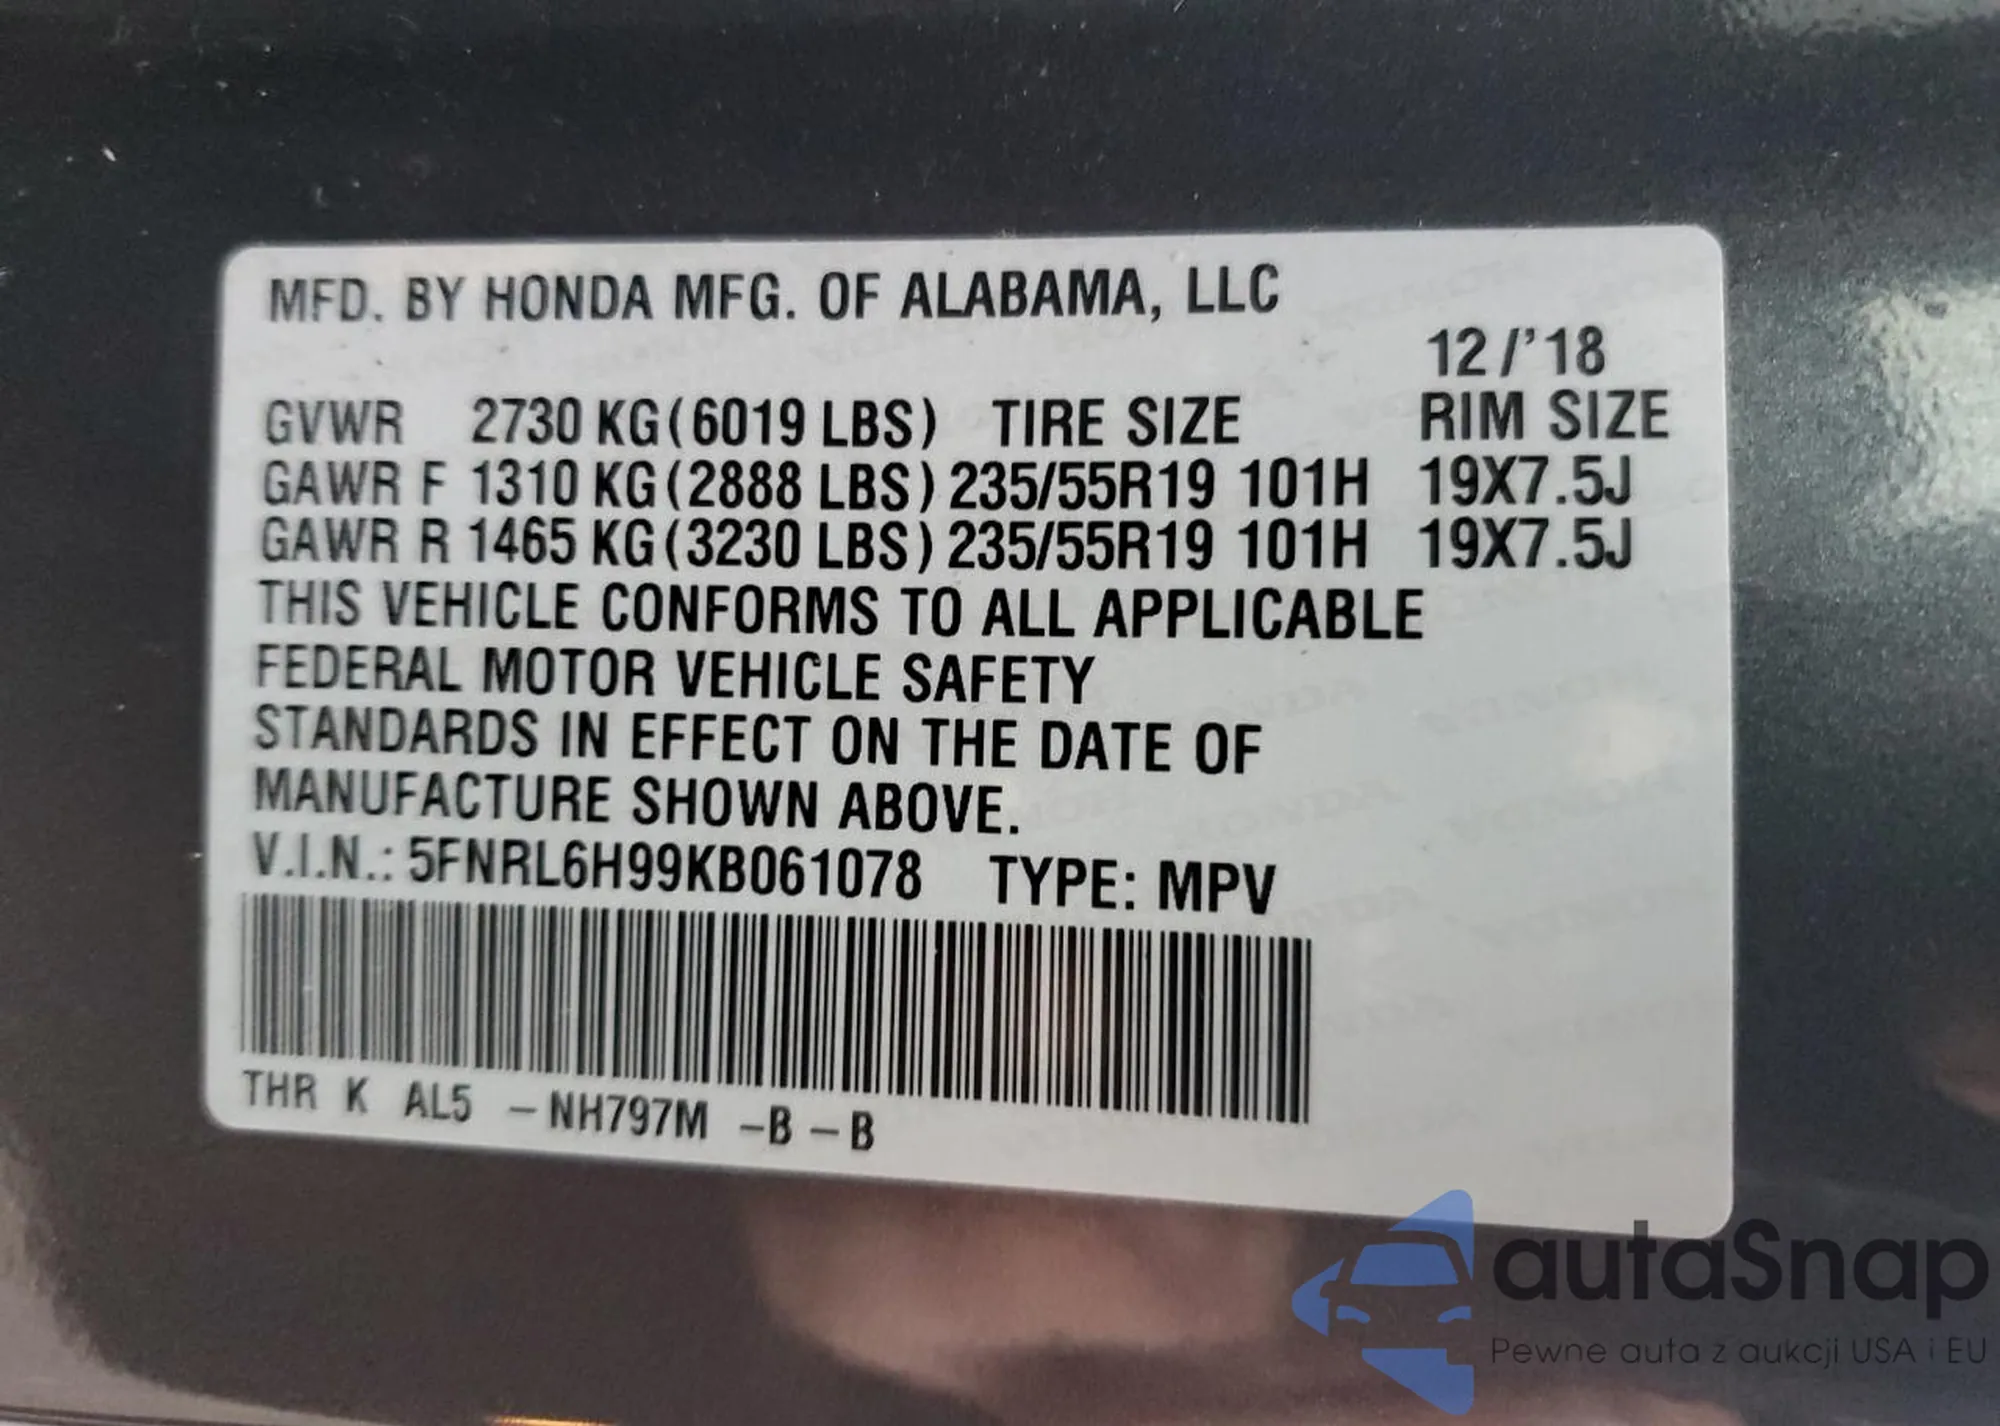 MFD. BY HONDA MFG. OF ALABAMA, LLC
12/'18
GVWR 2730 KG(6019 LBS) TIRE SIZE RIM SIZE
GAWR F 1310 KG(2888 LBS) 235/55R19 101H 19X7.5J
GAWR R 1465 KG(3230 LBS) 235/55R19 101H 19X7.5J
THIS VEHICLE CONFORMS TO ALL APPLICABLE
FEDERAL MOTOR VEHICLE SAFETY
STANDARDS IN EFFECT ON THE DATE OF
MANUFACTURE SHOWN ABOVE.
V.I.N.: 5FNRL6H99KB061078 TYPE: MPV
THR K AL5 –NH797M –B–B
autaSnap
Pewne auta z aukcji USA i EU